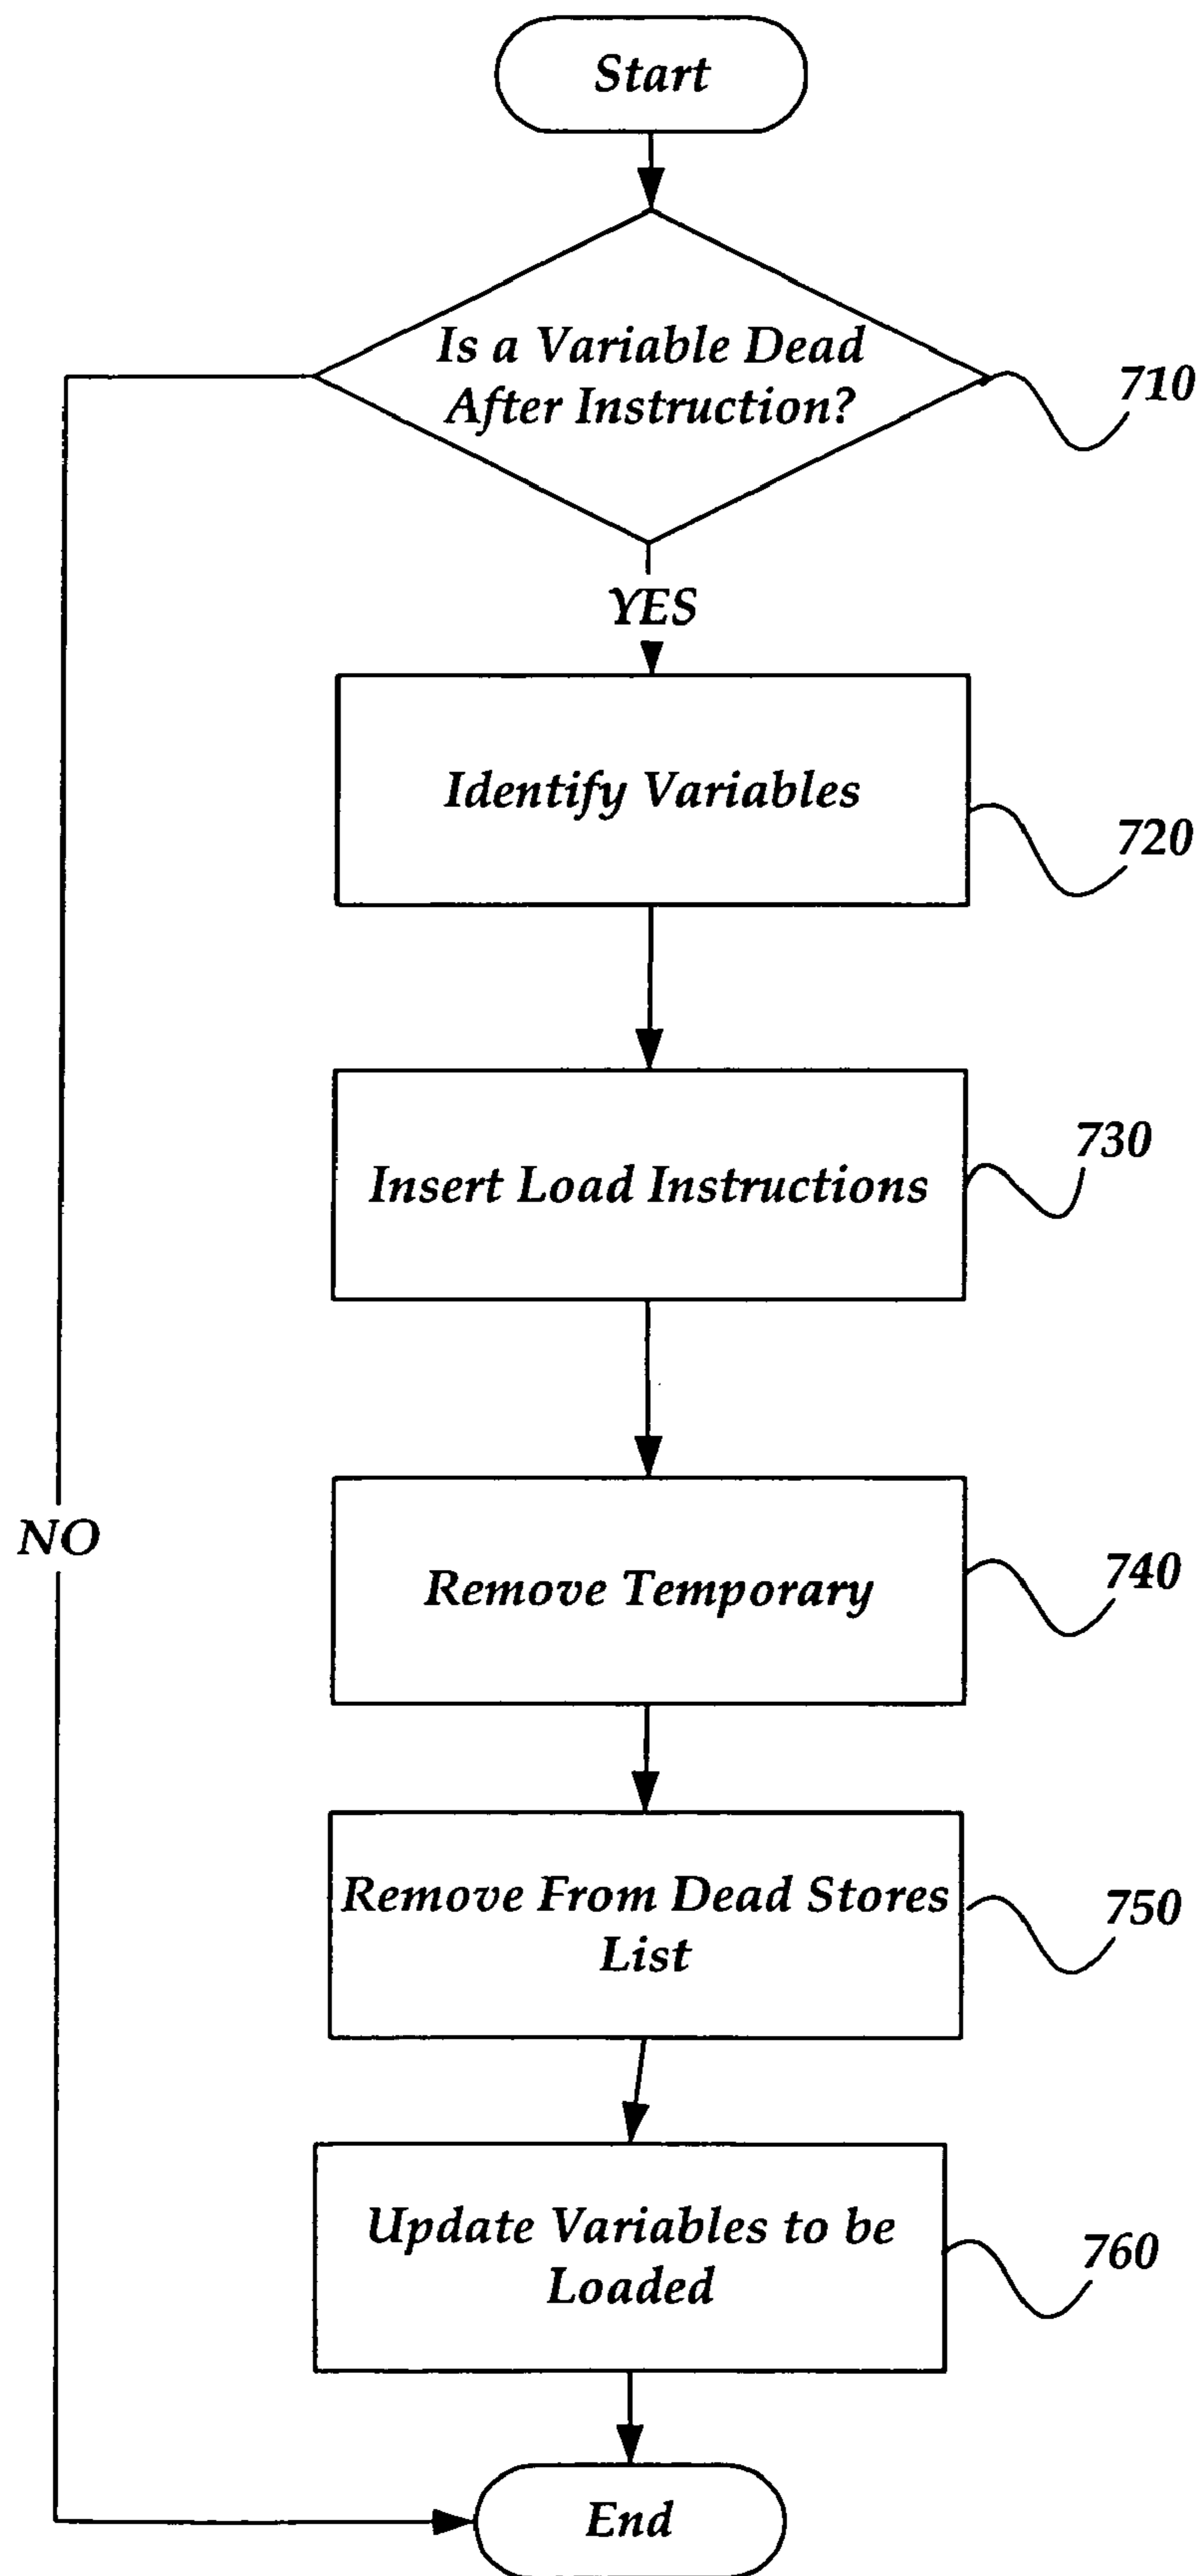 Start
Is a Variable Dead
After Instruction?
710
YES
Identify Variables
720
Insert Load Instructions
730
NO
Remove Temporary
740
Remove From Dead Stores
List
750
Update Variables to be
Loaded
760
End